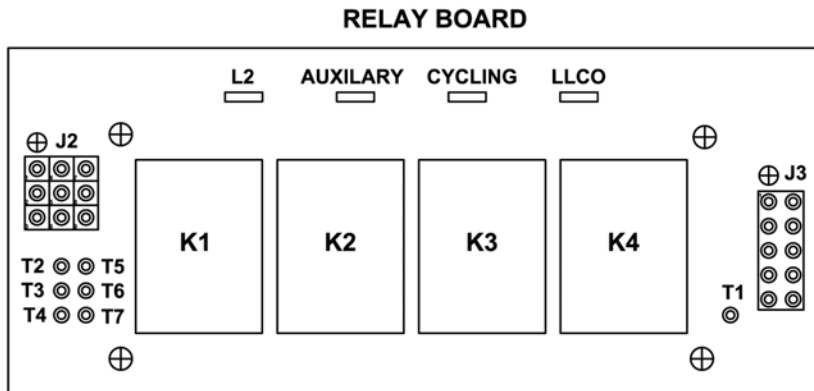 RELAY BOARD
L2 AUXILARY CYCLING LLCO
J2
J3
K1 K2 K3 K4
T2 T5
T3 T6
T4 T7
T1